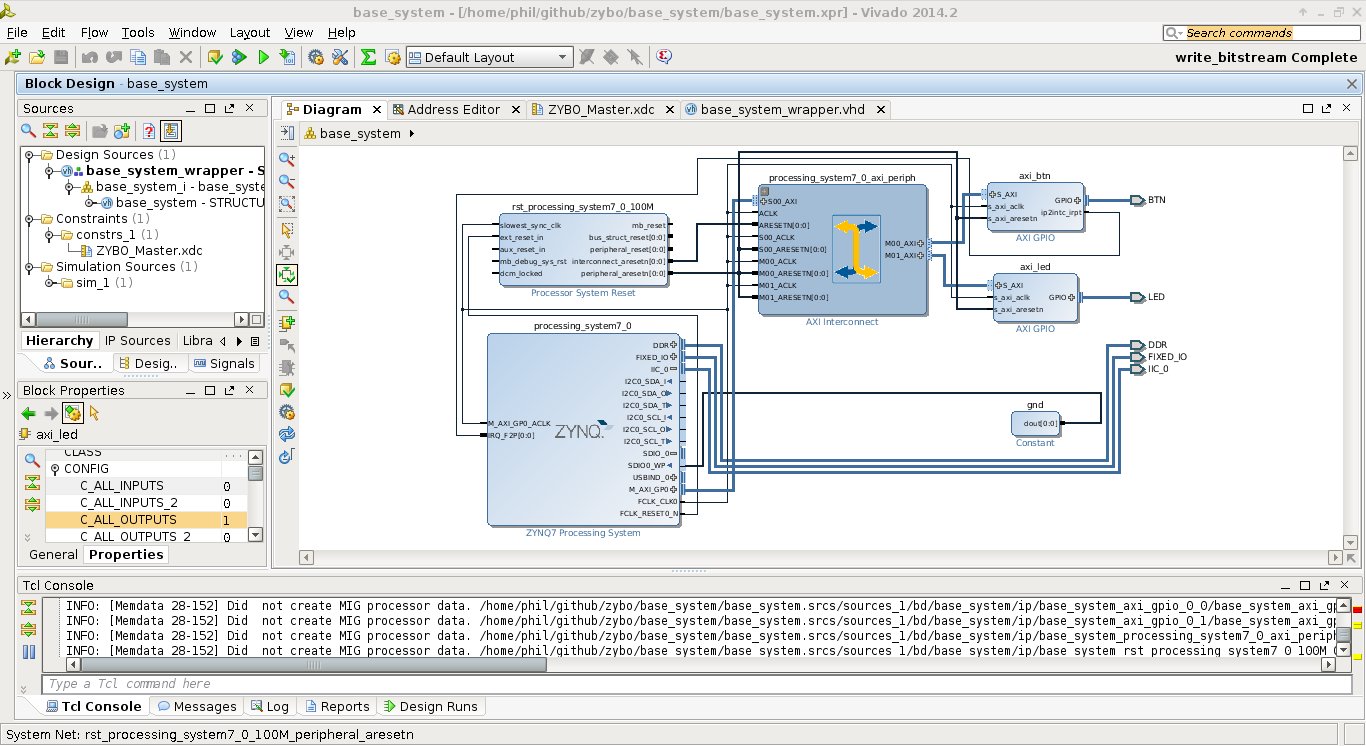 base_system - [/home/phil/github/zybo/base_system/base_system.xpr] - Vivado 2014.2
File Edit Flow Tools Window Layout View Help
Search commands
Default Layout
write_bitstream Complete
Block Design - base_system
Sources
Design Sources (1)
base_system_wrapper - S
base_system_i - base_syste
base_system - STRUCTU
Constraints (1)
constrs_1 (1)
ZYBO_Master.xdc
Simulation Sources (1)
sim_1 (1)
Hierarchy IP Sources Libra
Sour.. Desig.. Signals
Block Properties
axi_led
CLASS ...
CONFIG
C_ALL_INPUTS 0
C_ALL_INPUTS_2 0
C_ALL_OUTPUTS 1
C_ALL_OUTPUTS_2 0
General Properties
Diagram Address Editor ZYBO_Master.xdc base_system_wrapper.vhd
base_system
rst_processing_system7_0_100M
slowest_sync_clk mb_reset
ext_reset_in bus_struct_reset[0:0]
aux_reset_in peripheral_reset[0:0]
mb_debug_sys_rst interconnect_aresetn[0:0]
dcm_locked peripheral_aresetn[0:0]
Processor System Reset
processing_system7_0_axi_periph
S00_AXI
ACLK
ARESETN[0:0]
S00_ACLK
S00_ARESETN[0:0]
M00_ACLK
M00_ARESETN[0:0]
M01_ACLK
M01_ARESETN[0:0]
M00_AXI
M01_AXI
AXI Interconnect
axi_btn
S_AXI
s_axi_aclk
s_axi_aresetn
GPIO
ip2intc_irpt
AXI GPIO
BTN
axi_led
S_AXI
s_axi_aclk
s_axi_aresetn
GPIO
AXI GPIO
LED
processing_system7_0
M_AXI_GP0_ACLK
IRQ_F2P[0:0]
ZYNQ
DDR
FIXED_IO
IIC_0
I2C0_SDA_I
I2C0_SDA_O
I2C0_SDA_T
I2C0_SCL_I
I2C0_SCL_O
I2C0_SCL_T
SDIO_0
SDIO0_WP
USBIND_0
M_AXI_GP0
FCLK_CLK0
FCLK_RESET0_N
ZYNQ7 Processing System
gnd
dout[0:0]
Constant
DDR
FIXED_IO
IIC_0
Tcl Console
INFO: [Memdata 28-152] Did not create MIG processor data. /home/phil/github/zybo/base_system/base_system.srcs/sources_1/bd/base_system/ip/base_system_axi_gpio_0_0/base_system_axi_gp
INFO: [Memdata 28-152] Did not create MIG processor data. /home/phil/github/zybo/base_system/base_system.srcs/sources_1/bd/base_system/ip/base_system_axi_gpio_0_1/base_system_axi_gp
INFO: [Memdata 28-152] Did not create MIG processor data. /home/phil/github/zybo/base_system/base_system.srcs/sources_1/bd/base_system/ip/base_system_processing_system7_0_axi_periph
INFO: [Memdata 28-152] Did not create MIG processor data. /home/phil/github/zybo/base_system/base_system.srcs/sources_1/bd/base_system/ip/base_system_rst_processing_system7_0_100M_0
Type a Tcl command here
Tcl Console Messages Log Reports Design Runs
System Net: rst_processing_system7_0_100M_peripheral_aresetn